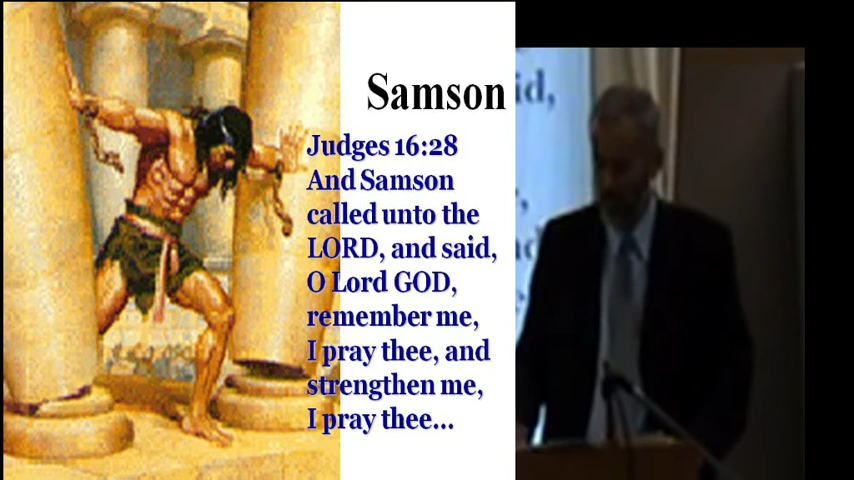 Samson
Judges 16:28
And Samson
called unto the
LORD, and said,
O Lord GOD,
remember me,
I pray thee, and
strengthen me,
I pray thee...
id,